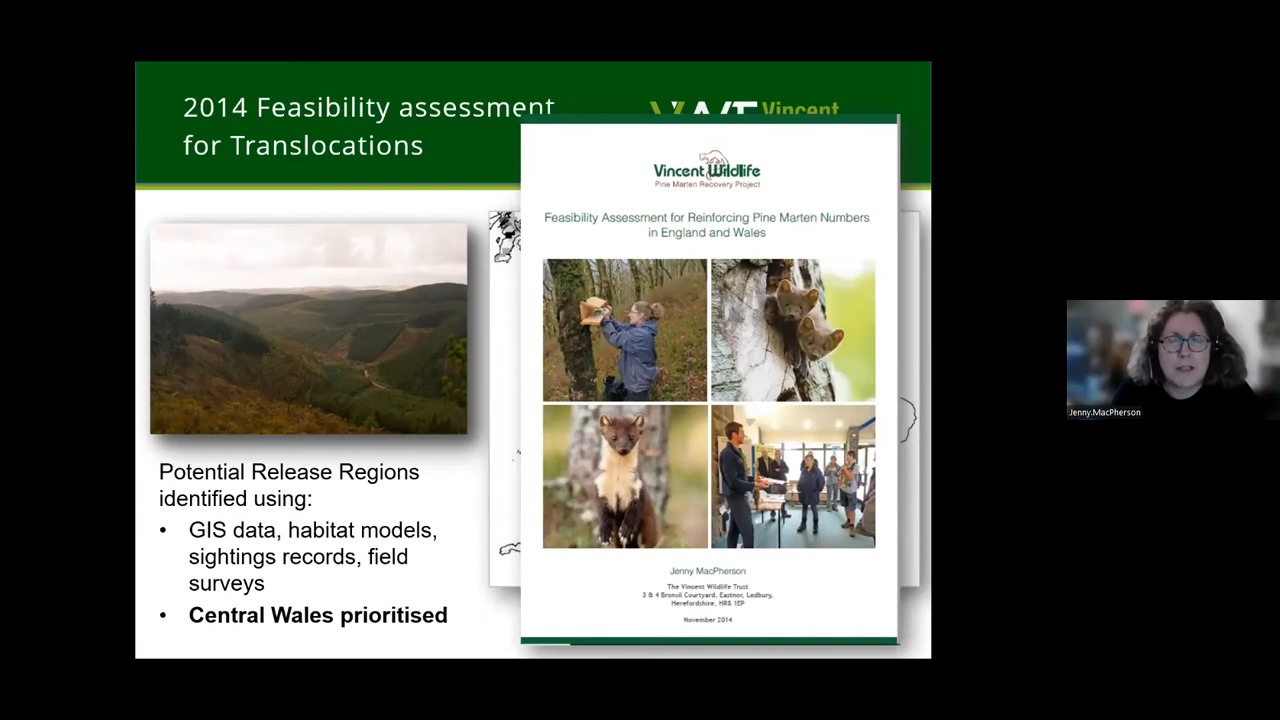 2014 Feasibility assessment
for Translocations
VWT Vincent
Vincent Wildlife
Pine Marten Recovery Project
Feasibility Assessment for Reinforcing Pine Marten Numbers
in England and Wales
Potential Release Regions
identified using:
• GIS data, habitat models,
sightings records, field
surveys
• Central Wales prioritised
Jenny MacPherson
The Vincent Wildlife Trust
3 & 4 Bronsil Courtyard, Eastnor, Ledbury,
Herefordshire, HR8 1EP
November 2014
Jenny.MacPherson